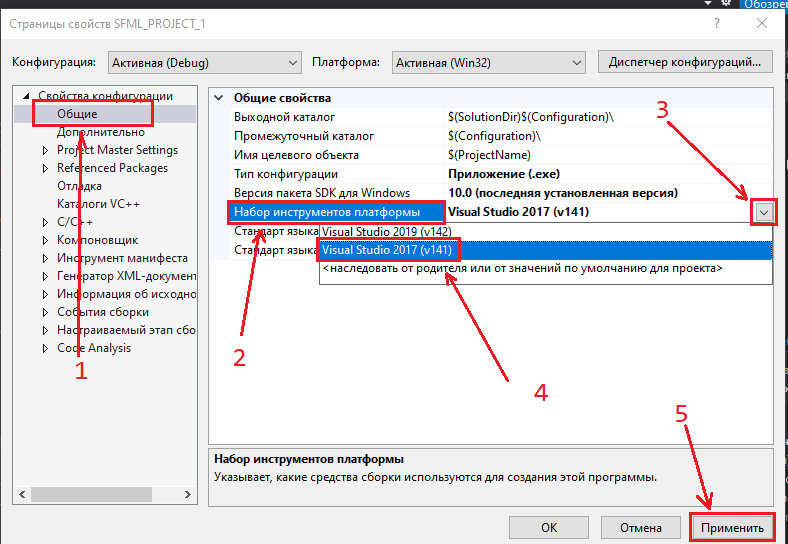 Обозрев
Страницы свойств SFML_PROJECT_1
Конфигурация: Активная (Debug) Платформа: Активная (Win32) Диспетчер конфигураций...
Свойства конфигурации
Общие
Дополнительно
Project Master Settings
Referenced Packages
Отладка
Каталоги VC++
C/C++
Компоновщик
Инструмент манифеста
Генератор XML-документ
Информация об исходно
События сборки
Настраиваемый этап сбо
Code Analysis
1
Общие свойства
Выходной каталог $(SolutionDir)$(Configuration)\
Промежуточный каталог $(Configuration)\
Имя целевого объекта $(ProjectName)
Тип конфигурации Приложение (.exe)
Версия пакета SDK для Windows 10.0 (последняя установленная версия)
Набор инструментов платформы Visual Studio 2017 (v141)
Стандарт языка Visual Studio 2019 (v142)
Стандарт языка Visual Studio 2017 (v141)
<наследовать от родителя или от значений по умолчанию для проекта>
3
2
4
5
Набор инструментов платформы
Указывает, какие средства сборки используются для создания этой программы.
ОК Отмена Применить